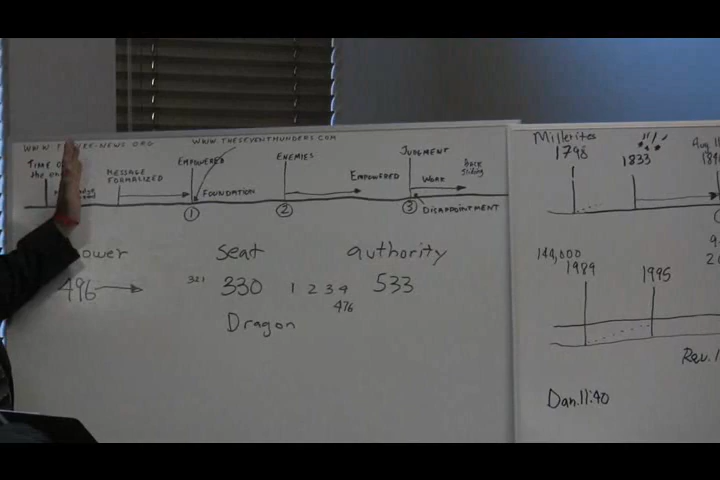 WWW.THESEVENTHUNDERS.COM
TIME OF
MESSAGE
FORMALIZED
EMPOWERED
FOUNDATION
ENEMIES
EMPOWERED
JUDGMENT
WORK
BACK
SLIDING
DISAPPOINTMENT
1
2
3
seat
authority
496
321
330
1 2 3 4
476
533
Dragon
Millerites
1798
1833
144,000
1989
1995
Dan.11:40